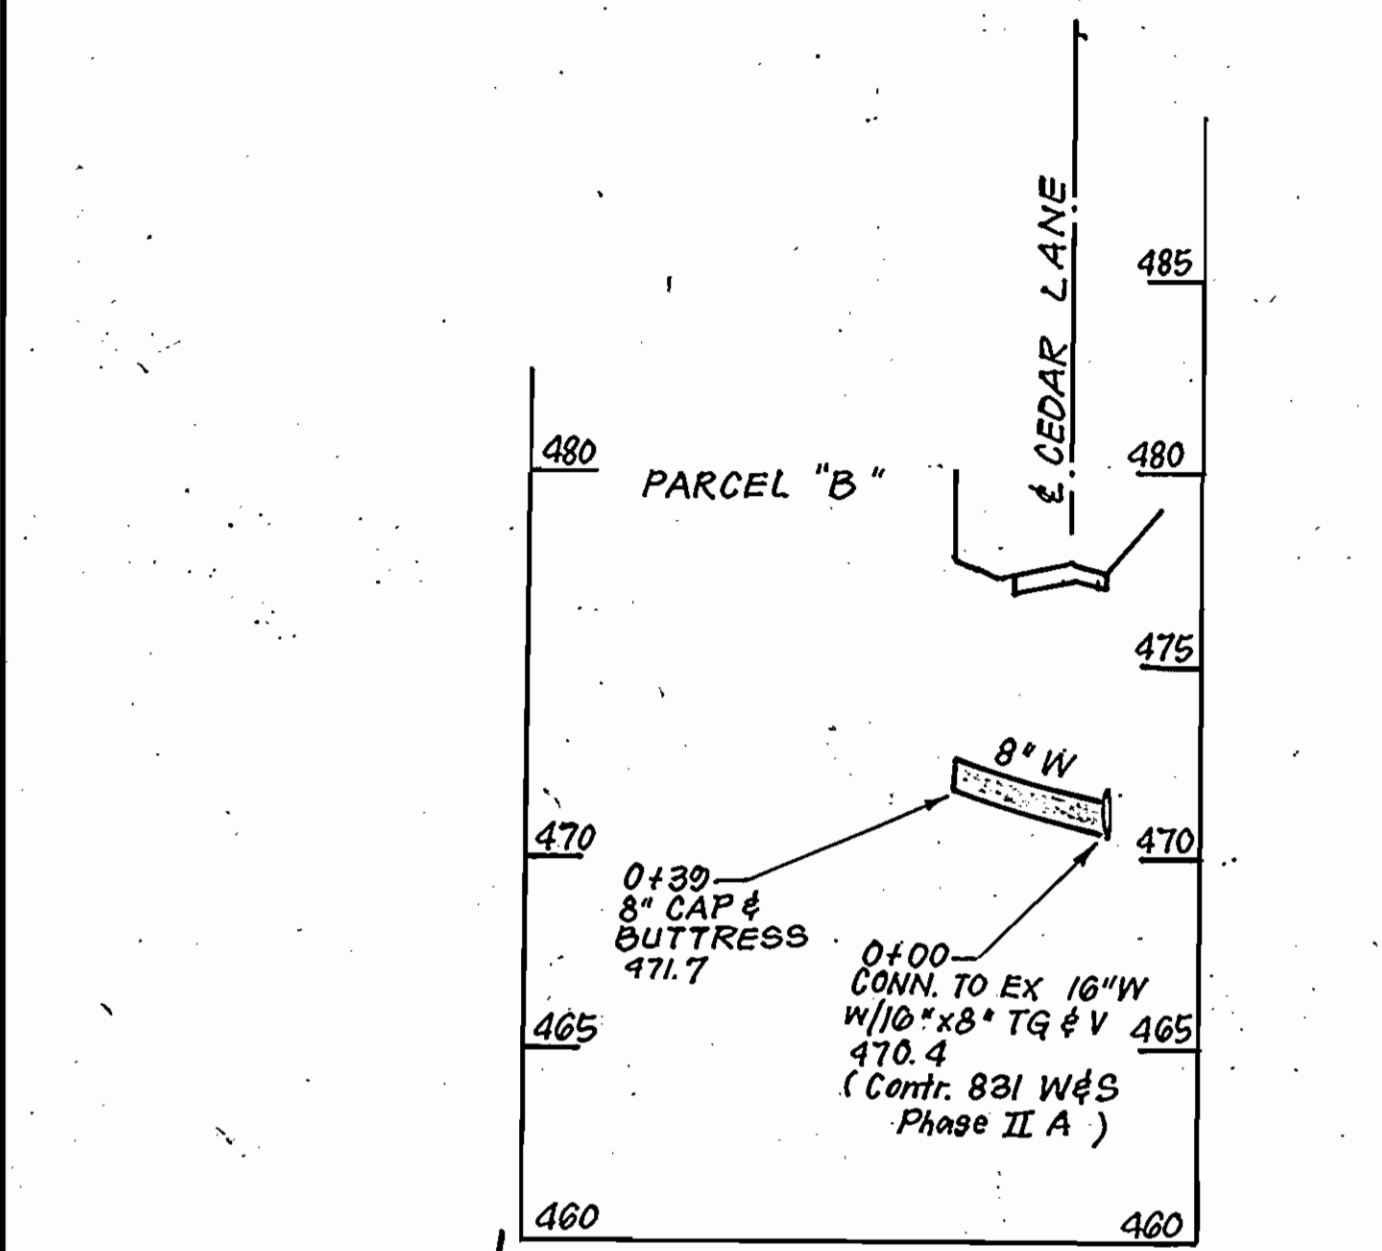 ℄ CEDAR LANE
485
480
PARCEL "B"
480
475
8" W
470
470
0+39
8" CAP &
BUTTRESS
471.7
0+00
CONN. TO EX 16"W
W/16"x8" TG & V
470.4
(Contr. 831 W&S
Phase II A )
465
465
460
460